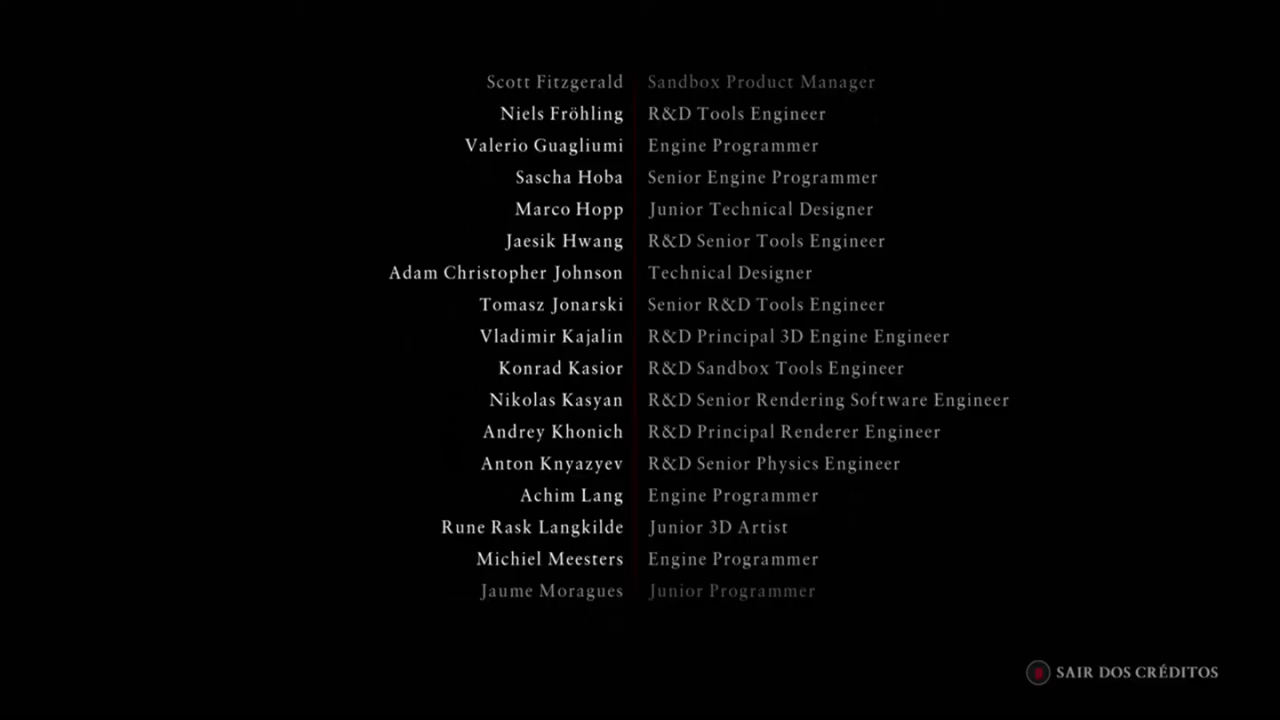 Scott Fitzgerald Sandbox Product Manager
Niels Fröhling R&D Tools Engineer
Valerio Guagliumi Engine Programmer
Sascha Hoba Senior Engine Programmer
Marco Hopp Junior Technical Designer
Jaesik Hwang R&D Senior Tools Engineer
Adam Christopher Johnson Technical Designer
Tomasz Jonarski Senior R&D Tools Engineer
Vladimir Kajalin R&D Principal 3D Engine Engineer
Konrad Kasior R&D Sandbox Tools Engineer
Nikolas Kasyan R&D Senior Rendering Software Engineer
Andrey Khonich R&D Principal Renderer Engineer
Anton Knyazyev R&D Senior Physics Engineer
Achim Lang Engine Programmer
Rune Rask Langkilde Junior 3D Artist
Michiel Meesters Engine Programmer
Jaume Moragues Junior Programmer
SAIR DOS CRÉDITOS